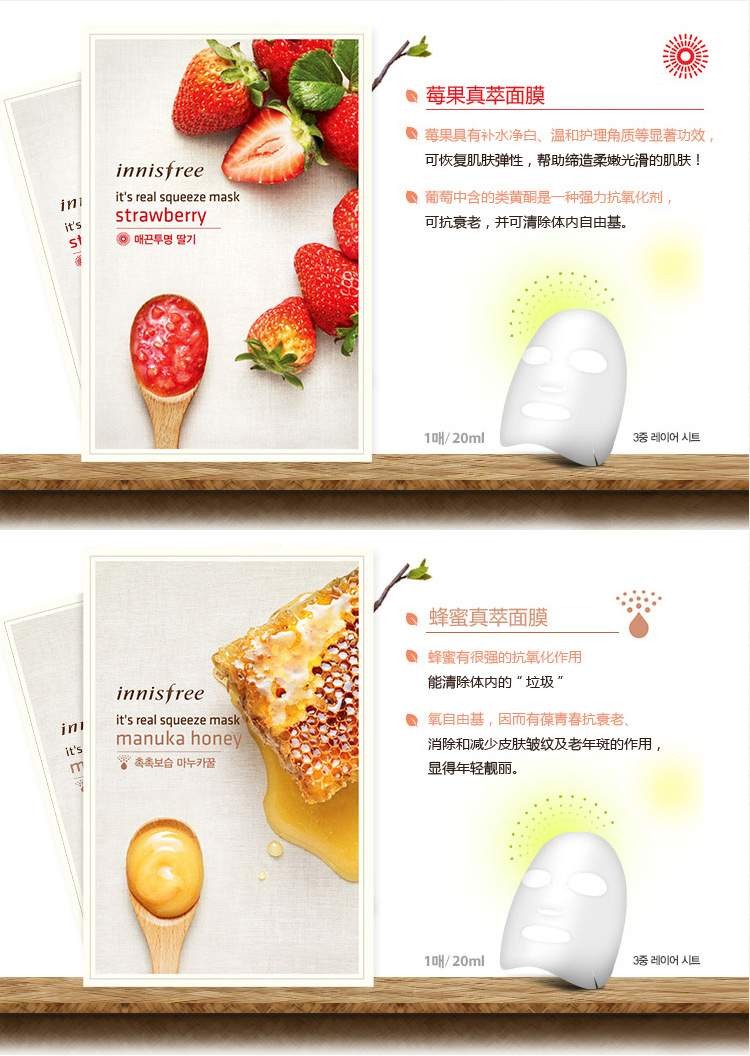 innisfree
it's real squeeze mask
strawberry
매끈투명 딸기
inn
it's
st
莓果真萃面膜
莓果具有补水净白、温和护理角质等显著功效，
可恢复肌肤弹性，帮助缔造柔嫩光滑的肌肤！
葡萄中含的类黄酮是一种强力抗氧化剂，
可抗衰老，并可清除体内自由基。
1매/ 20ml
3중 레이어 시트
innisfree
it's real squeeze mask
manuka honey
촉촉보습 마누카꿀
inn
it's
m
蜂蜜真萃面膜
蜂蜜有很强的抗氧化作用
能清除体内的“ 垃圾 ”
氧自由基，因而有葆青春抗衰老、
消除和减少皮肤皱纹及老年斑的作用，
显得年轻靓丽。
1매/ 20ml
3중 레이어 시트